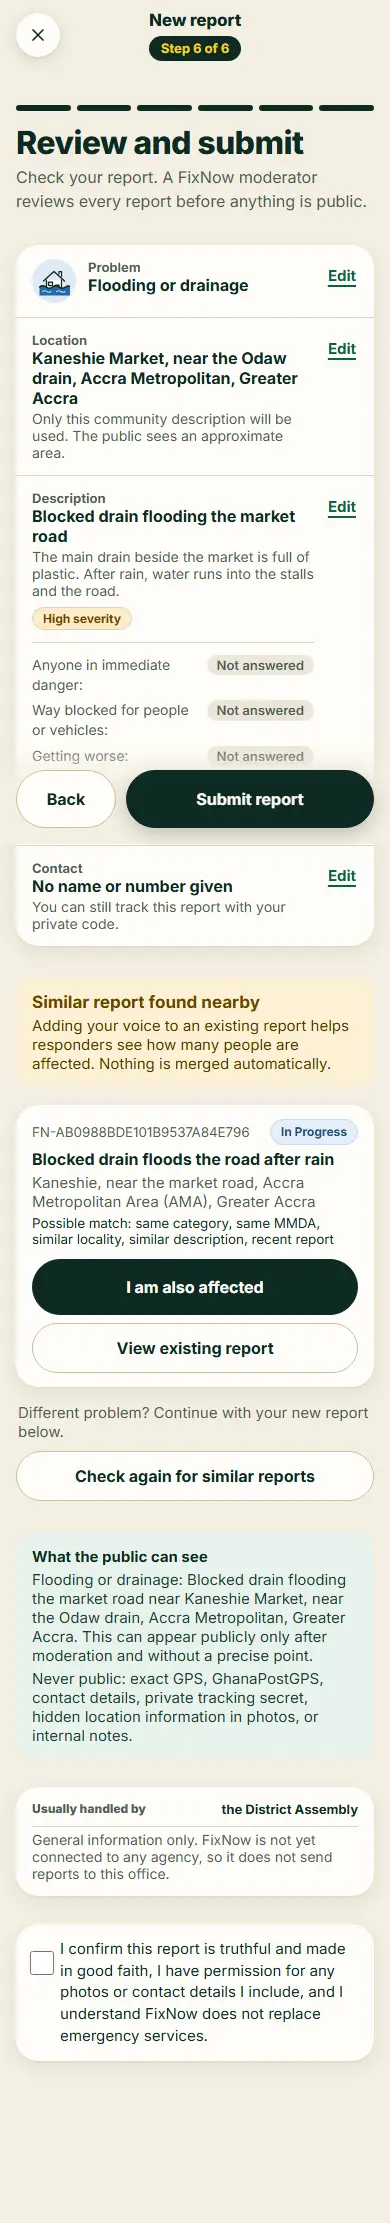 New report
Step 6 of 6
Review and submit
Check your report. A FixNow moderator
reviews every report before anything is public.
Problem
Flooding or drainage
Edit
Location
Kaneshie Market, near the Odaw
drain, Accra Metropolitan, Greater
Accra
Edit
Only this community description will be
used. The public sees an approximate
area.
Description
Blocked drain flooding the market
road
Edit
The main drain beside the market is full of
plastic. After rain, water runs into the stalls
and the road.
High severity
Anyone in immediate
danger:
Not answered
Way blocked for people
or vehicles:
Not answered
Getting worse:
Not answered
Back
Submit report
Contact
No name or number given
Edit
You can still track this report with your
private code.
Similar report found nearby
Adding your voice to an existing report helps
responders see how many people are
affected. Nothing is merged automatically.
FN-AB0988BDE101B9537A84E796
In Progress
Blocked drain floods the road after rain
Kaneshie, near the market road, Accra
Metropolitan Area (AMA), Greater Accra
Possible match: same category, same MMDA,
similar locality, similar description, recent report
I am also affected
View existing report
Different problem? Continue with your new report
below.
Check again for similar reports
What the public can see
Flooding or drainage: Blocked drain flooding
the market road near Kaneshie Market, near
the Odaw drain, Accra Metropolitan, Greater
Accra. This can appear publicly only after
moderation and without a precise point.
Never public: exact GPS, GhanaPostGPS,
contact details, private tracking secret,
hidden location information in photos, or
internal notes.
Usually handled by
the District Assembly
General information only. FixNow is not yet
connected to any agency, so it does not send
reports to this office.
I confirm this report is truthful and made
in good faith, I have permission for any
photos or contact details I include, and I
understand FixNow does not replace
emergency services.